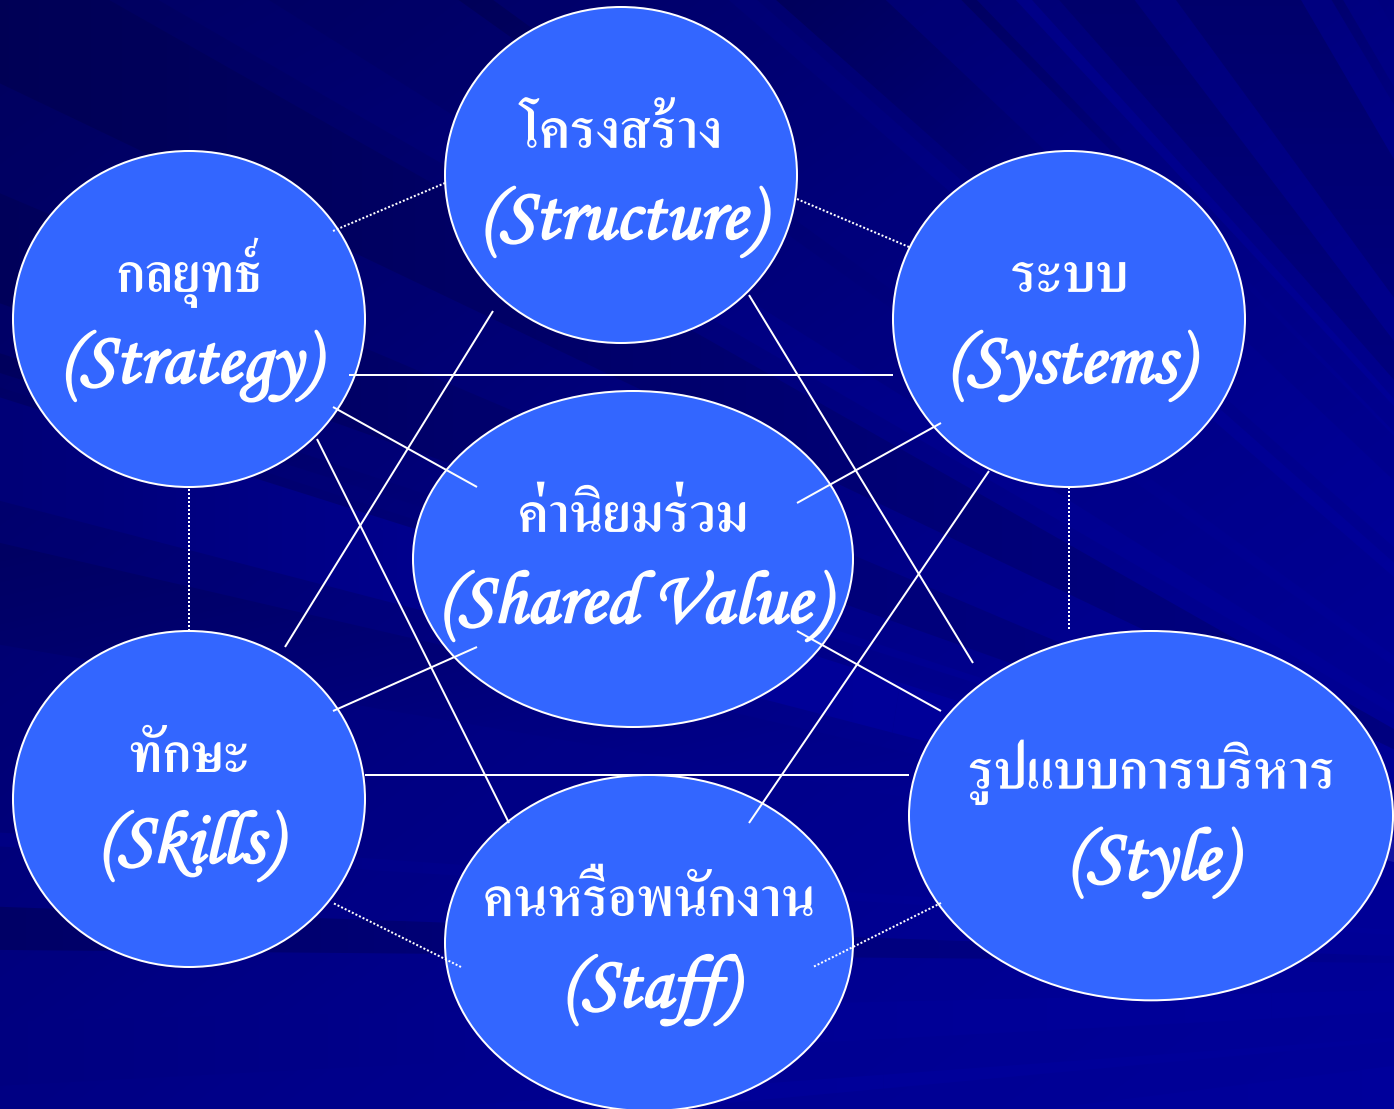 โครงสร้าง
(Structure)
กลยุทธ์
(Strategy)
ระบบ
(Systems)
ค่านิยมร่วม
(Shared Value)
ทักษะ
(Skills)
รูปแบบการบริหาร
(Style)
คนหรือพนักงาน
(Staff)